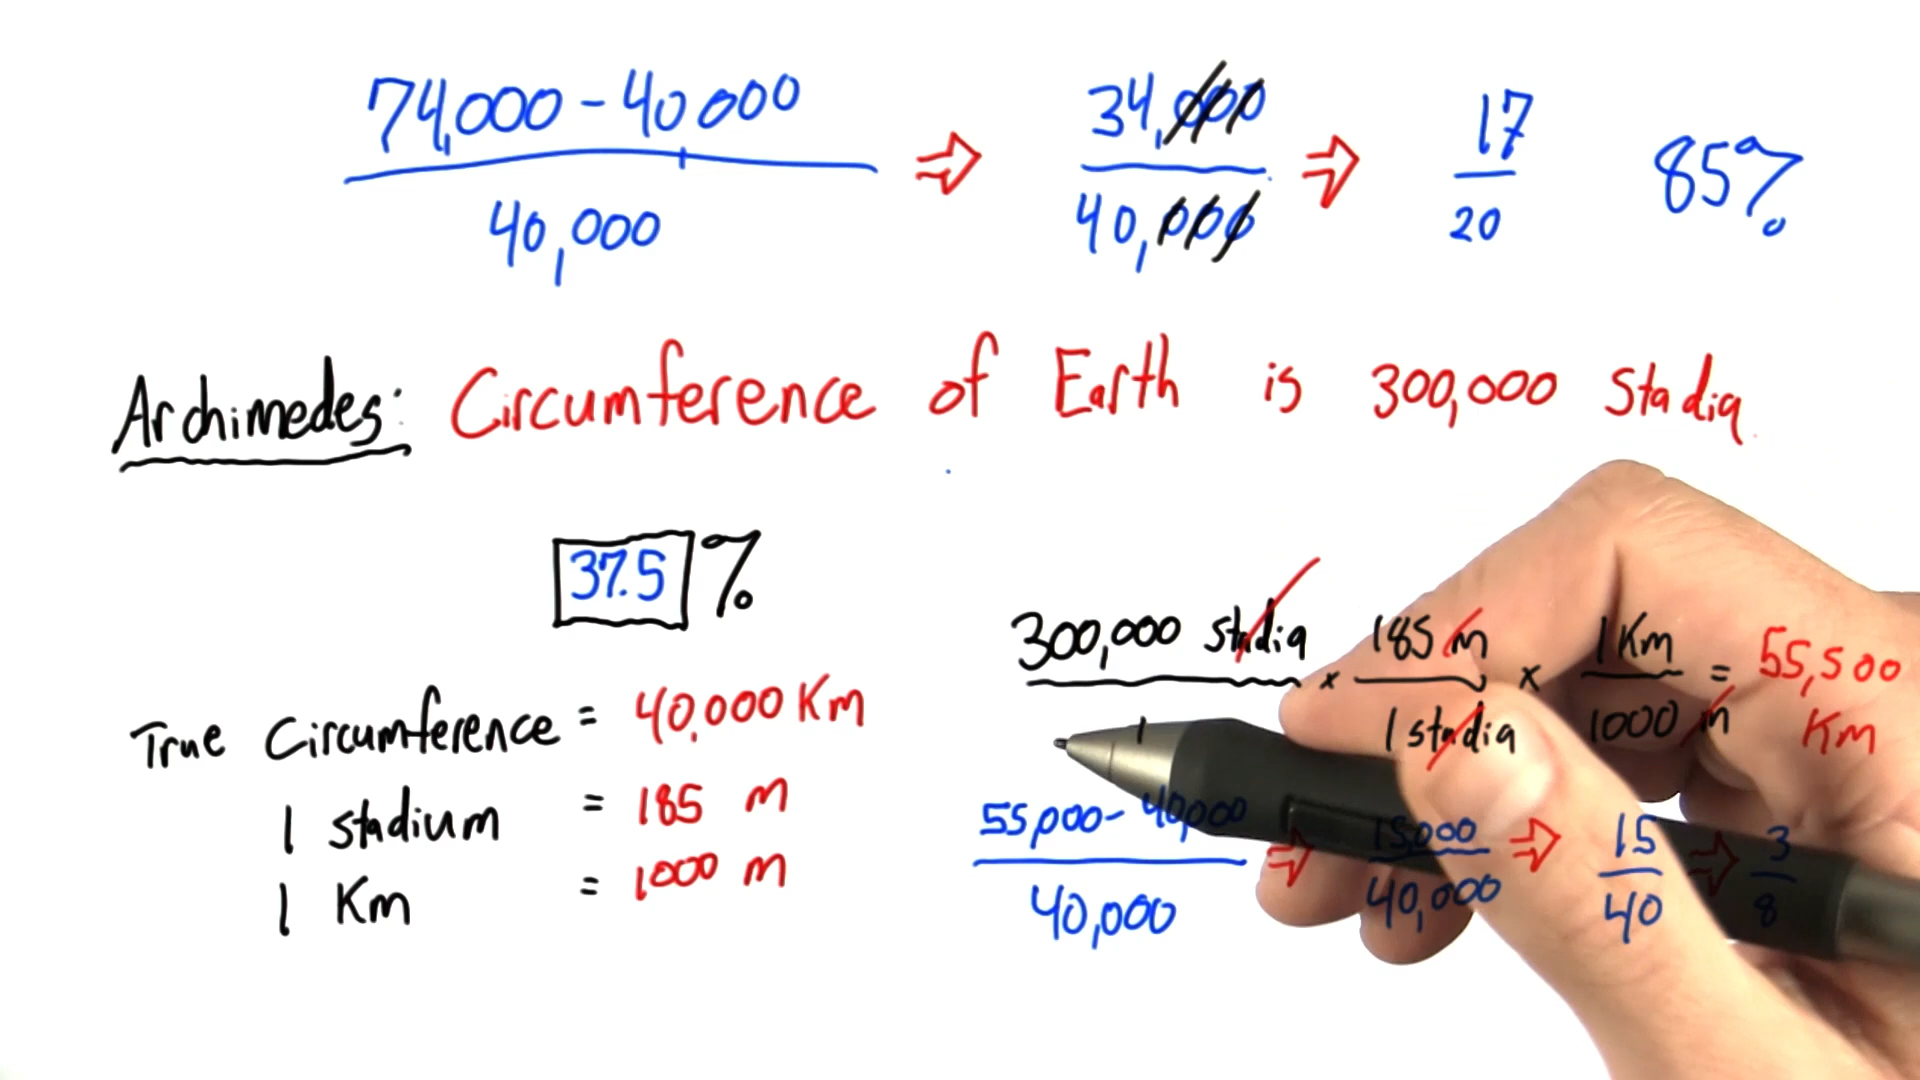 74,000 - 40000
40,000
⇒
34,000
40,000
⇒
17
20
85%
Archimedes: Circumference of Earth is 300,000 Stadia
37.5 %
300,000 stadia
1
×
185 m
1 stadia
×
1 Km
1000 m
= 55,500 Km
True Circumference = 40,000 Km
1 stadium = 185 m
1 Km = 1000 m
55,000 - 40,000
40,000
⇒
15,000
40,000
⇒
15
40
⇒
3
8